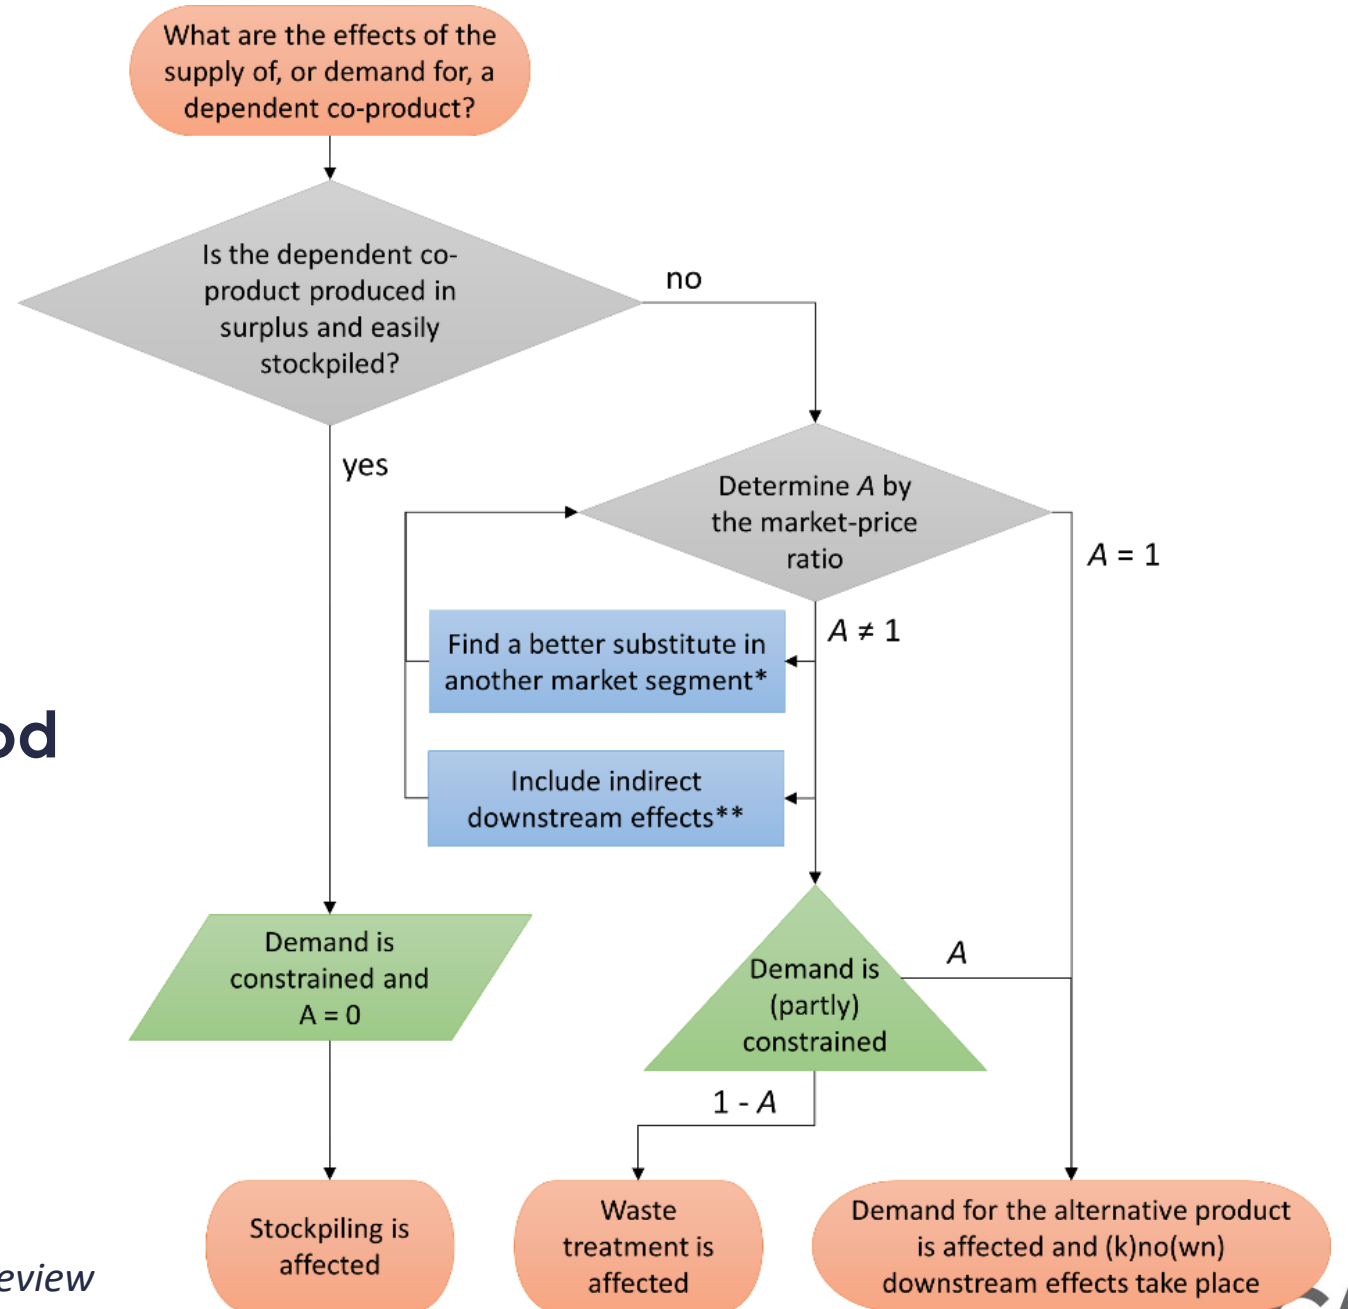 What are the effects of the
supply of, or demand for, a
dependent co-product?
Is the dependent co-
product produced in
surplus and easily
stockpiled?
no
yes
Determine A by
the market-price
ratio
A = 1
A ≠ 1
Find a better substitute in
another market segment*
Include indirect
downstream effects**
od
Demand is
constrained and
A = 0
Demand is
(partly)
constrained
A
1 - A
Stockpiling is
affected
Waste
treatment is
affected
Demand for the alternative product
is affected and (k)no(wn)
downstream effects take place
eview